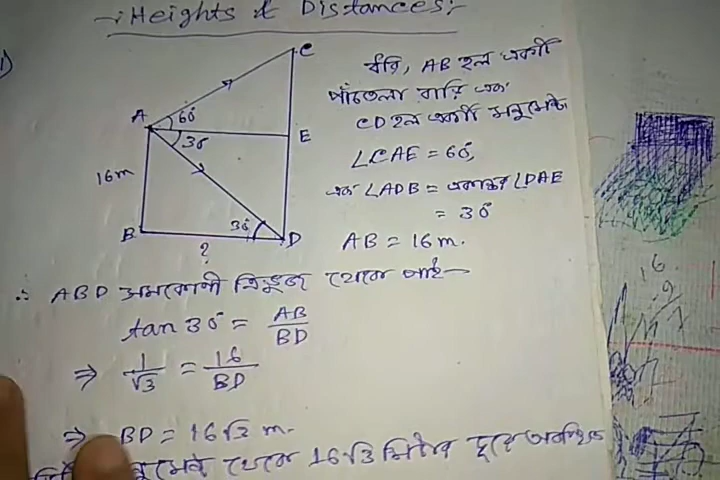 Heights & Distances:-
1)
C
A
60°
30°
E
16m
B
30°
D
?
ধরি, AB হল একটি
পাঁচতলা বাড়ি এবং
CD হল একটি মনুমেন্ট
∠CAE = 60°,
এবং ∠ADB = একান্তর ∠DAE
= 30°
AB = 16 m.
∴ ABD সমকোণী ত্রিভুজ থেকে পাই-
tan 30° = AB/BD
⇒ 1/√3 = 16/BD
⇒ BD = 16√3 m.
থেকে 16√3 মিটার দূরে অবস্থিত
16.